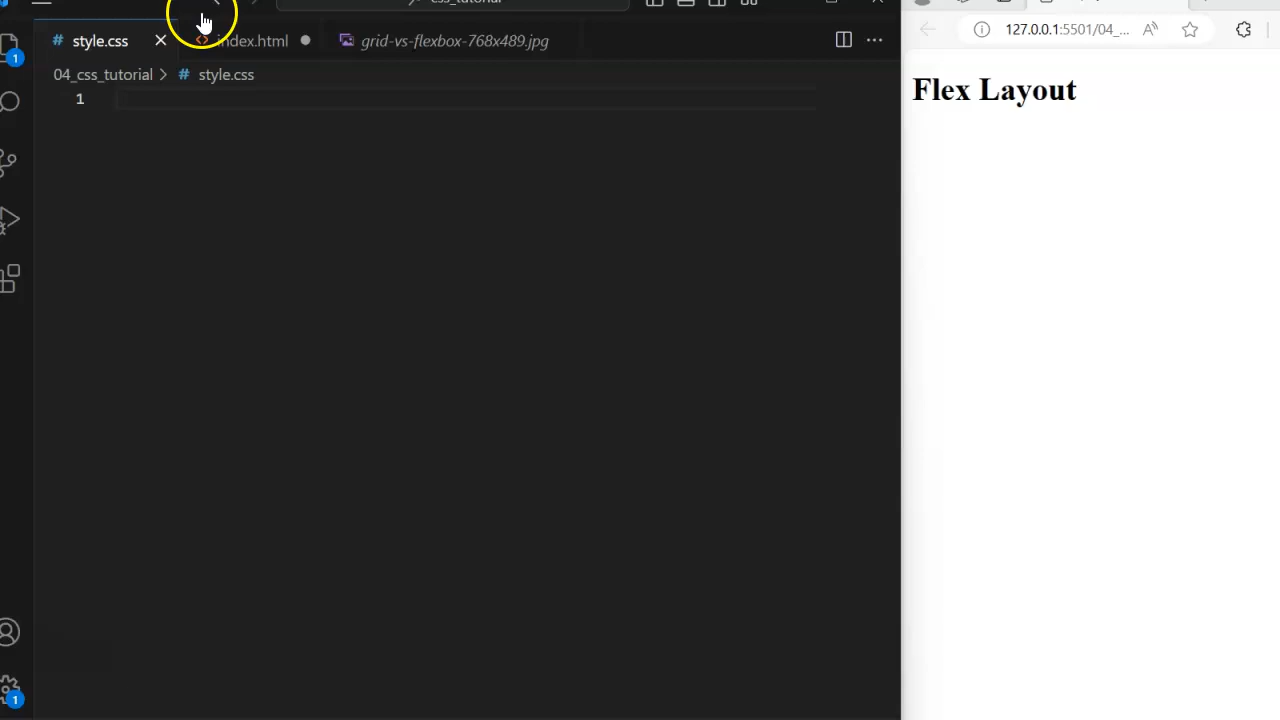 css_tutorial
style.css
index.html
grid-vs-flexbox-768x489.jpg
1
04_css_tutorial > # style.css
1
127.0.0.1:5501/04_...
Flex Layout
1